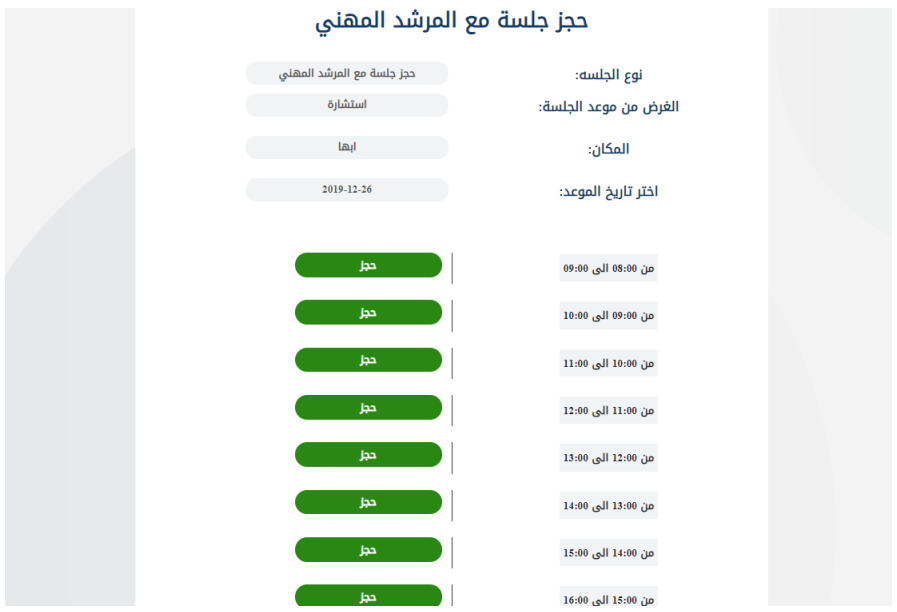 حجز جلسة مع المرشد المهني
نوع الجلسه: حجز جلسة مع المرشد المهني
الغرض من موعد الجلسة: استشارة
المكان: ابها
اختر تاريخ الموعد: 2019-12-26
من 08:00 الى 09:00 حجز
من 09:00 الى 10:00 حجز
من 10:00 الى 11:00 حجز
من 11:00 الى 12:00 حجز
من 12:00 الى 13:00 حجز
من 13:00 الى 14:00 حجز
من 14:00 الى 15:00 حجز
من 15:00 الى 16:00 حجز